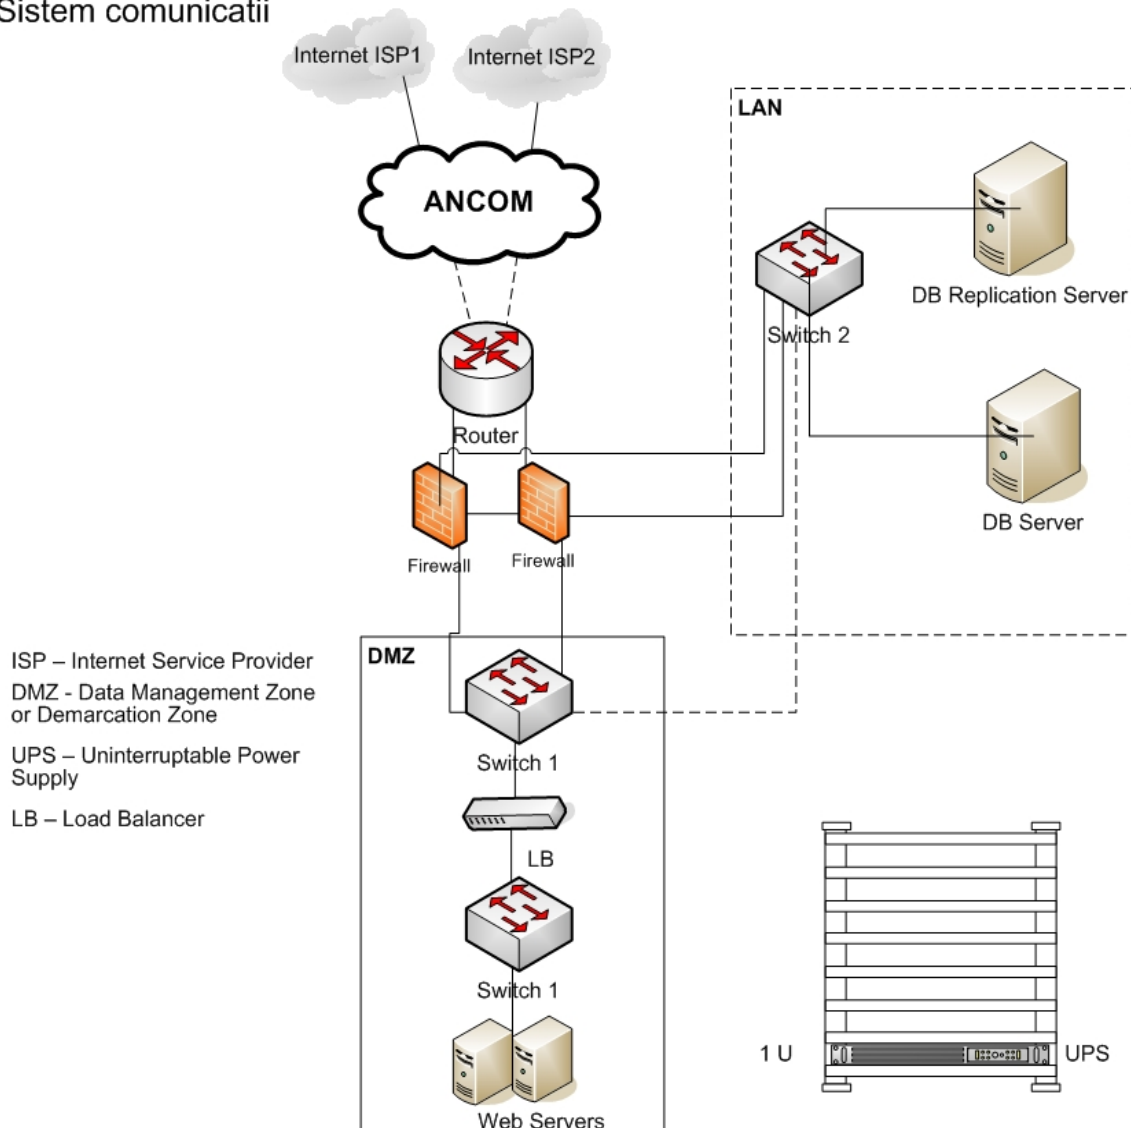 Sistem comunicatii
Internet ISP1
Internet ISP2
ANCOM
LAN
DB Replication Server
Switch 2
Router
DB Server
Firewall
Firewall
DMZ
ISP – Internet Service Provider
DMZ - Data Management Zone
or Demarcation Zone
UPS – Uninterruptable Power
Supply
LB – Load Balancer
Switch 1
LB
Switch 1
1 U
UPS
Web Servers